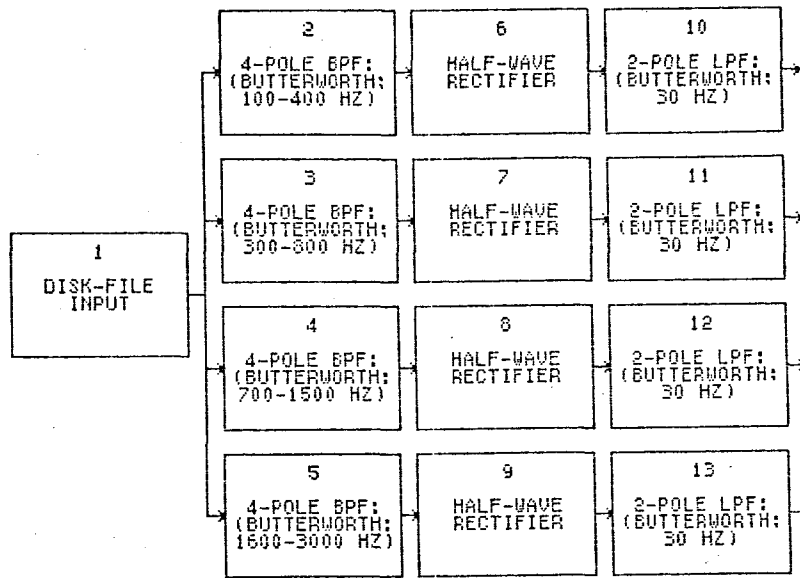 1
DISK-FILE
INPUT
2
4-POLE BPF:
(BUTTERWORTH:
100-400 HZ)
6
HALF-WAVE
RECTIFIER
10
2-POLE LPF:
(BUTTERWORTH:
30 HZ)
3
4-POLE BPF:
(BUTTERWORTH:
300-800 HZ)
7
HALF-WAVE
RECTIFIER
11
2-POLE LPF:
(BUTTERWORTH:
30 HZ)
4
4-POLE BPF:
(BUTTERWORTH:
700-1500 HZ)
8
HALF-WAVE
RECTIFIER
12
2-POLE LPF:
(BUTTERWORTH:
30 HZ)
5
4-POLE BPF:
(BUTTERWORTH:
HZ)
9
HALF-WAVE
RECTIFIER
13
2-POLE LPF:
(BUTTERWORTH:
30 HZ)